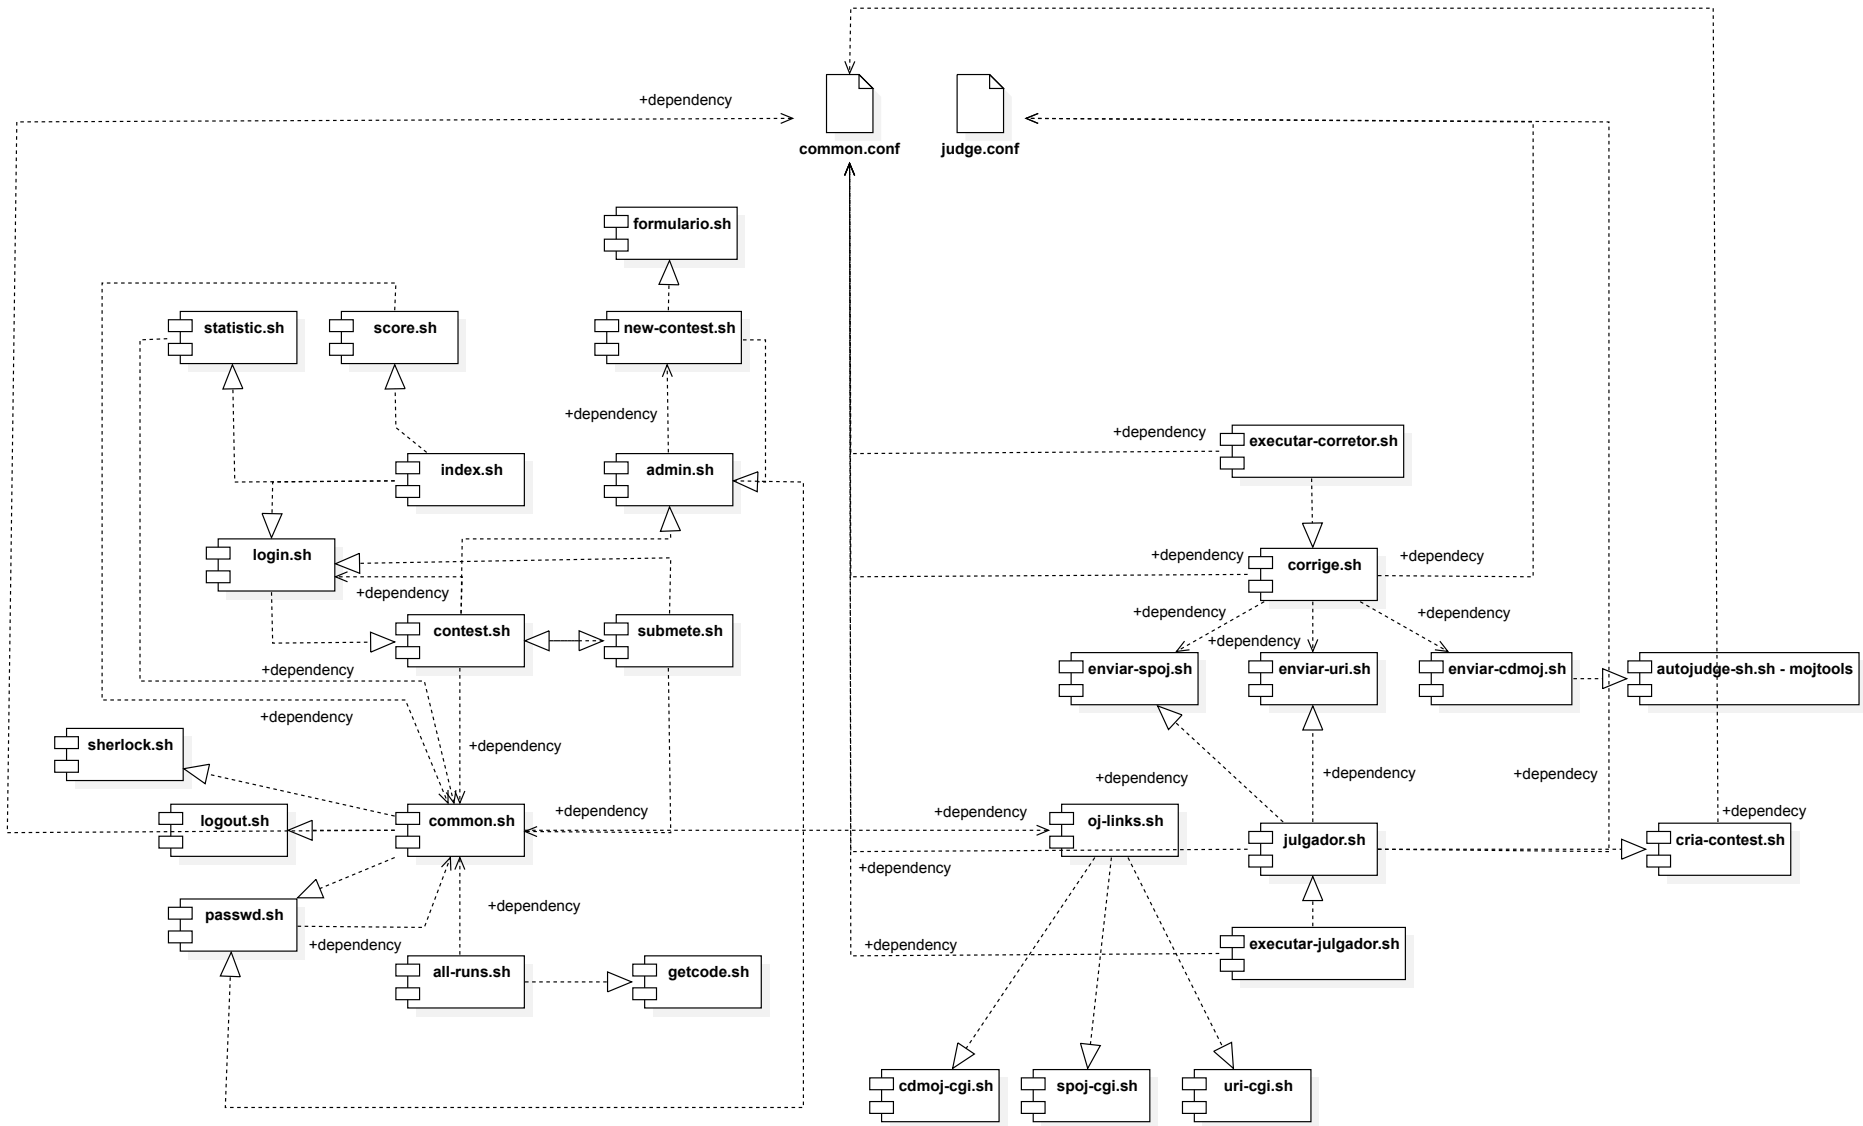 +dependency
common.conf
judge.conf
formulario.sh
statistic.sh
score.sh
new-contest.sh
+dependency
+dependency
executar-corretor.sh
index.sh
admin.sh
login.sh
+dependency
corrige.sh
+dependecy
+dependency
+dependency
+dependency
contest.sh
submete.sh
+dependency
+dependency
enviar-spoj.sh
enviar-uri.sh
enviar-cdmoj.sh
autojudge-sh.sh - mojtools
+dependency
sherlock.sh
+dependency
+dependency
+dependency
+dependecy
logout.sh
common.sh
+dependency
+dependency
oj-links.sh
+dependecy
julgador.sh
cria-contest.sh
+dependency
passwd.sh
+dependency
+dependency
+dependency
executar-julgador.sh
all-runs.sh
getcode.sh
cdmoj-cgi.sh
spoj-cgi.sh
uri-cgi.sh